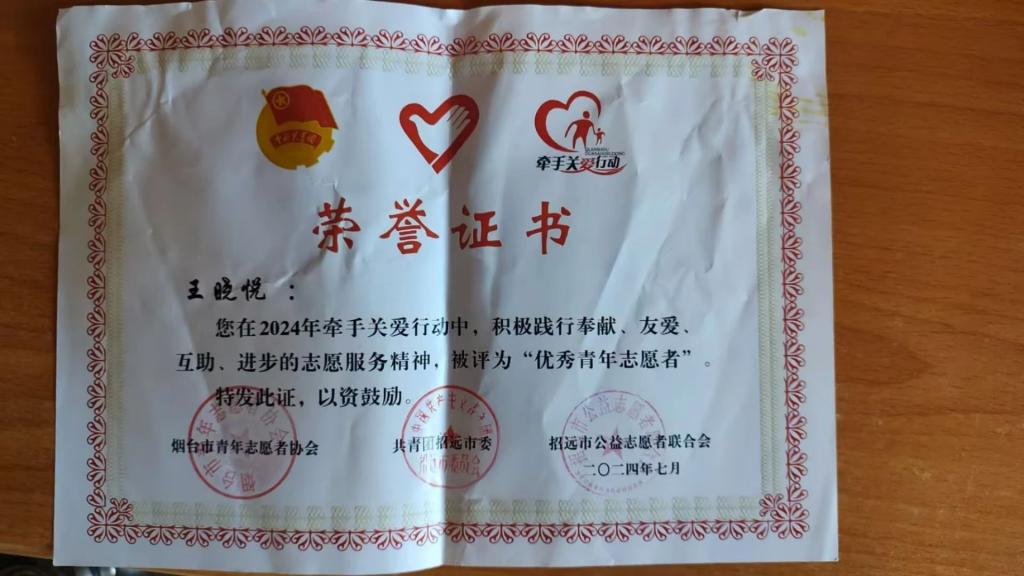 牵手关爱行动
荣誉证书
王晓悦：
您在2024年牵手关爱行动中，积极践行奉献、友爱、
互助、进步的志愿服务精神，被评为“优秀青年志愿者”。
特发此证，以资鼓励。
烟台市青年志愿者协会 共青团招远市委 招远市公益志愿者联合会
二〇二四年七月